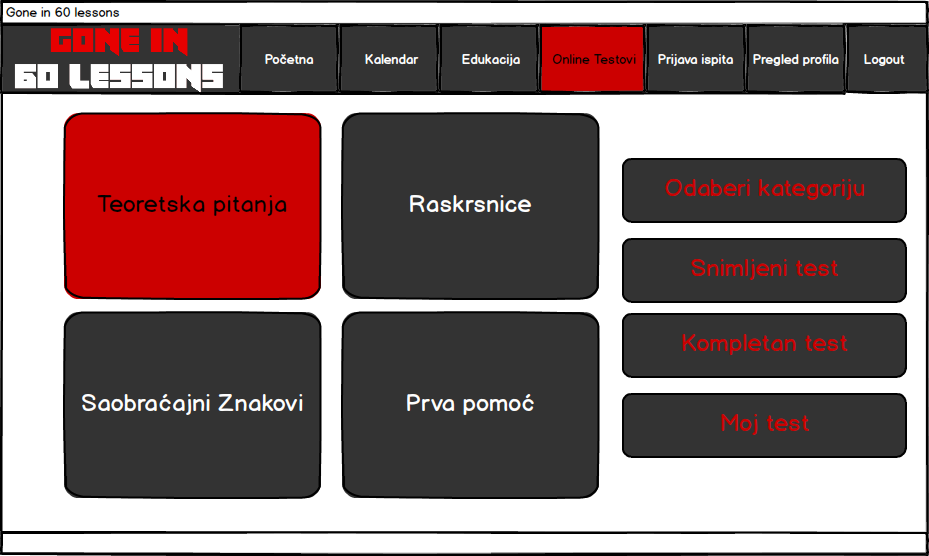 Gone in 60 lessons
GONE IN
60 LESSONS
Početna
Kalendar
Edukacija
Online Testovi
Prijava ispita
Pregled profila
Logout
Teoretska pitanja
Raskrsnice
Saobraćajni Znakovi
Prva pomoć
Odaberi kategoriju
Snimljeni test
Kompletan test
Moj test